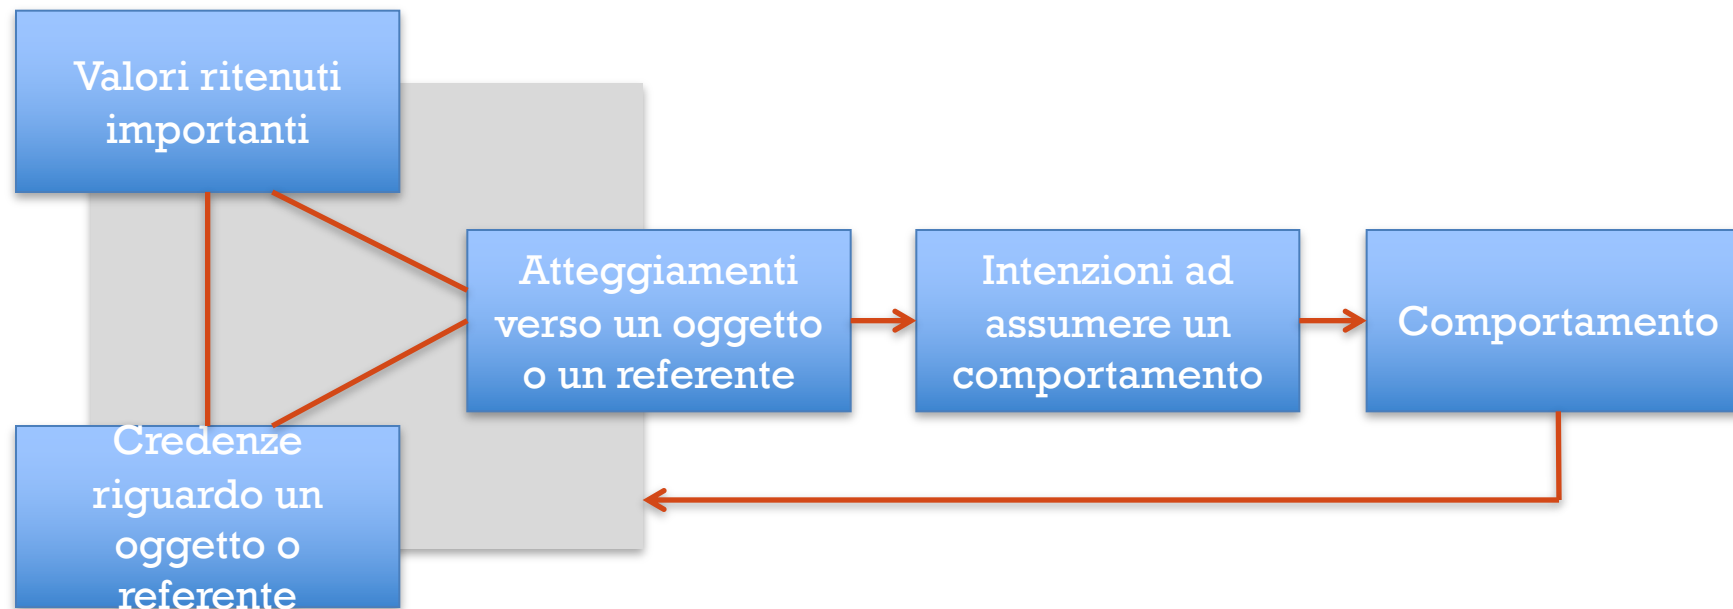 Valori ritenuti
importanti
Atteggiamenti
verso un oggetto
o un referente
Intenzioni ad
assumere un
comportamento
Comportamento
Credenze
riguardo un
oggetto o
referente